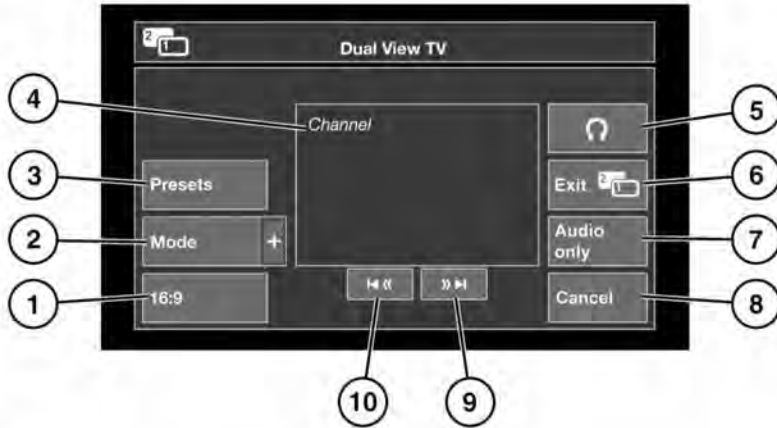 2 1 Dual View TV
4 Channel 5
3 Presets Exit 2 1 6
2 Mode + Audio only 7
1 16:9 Cancel 8
10 9